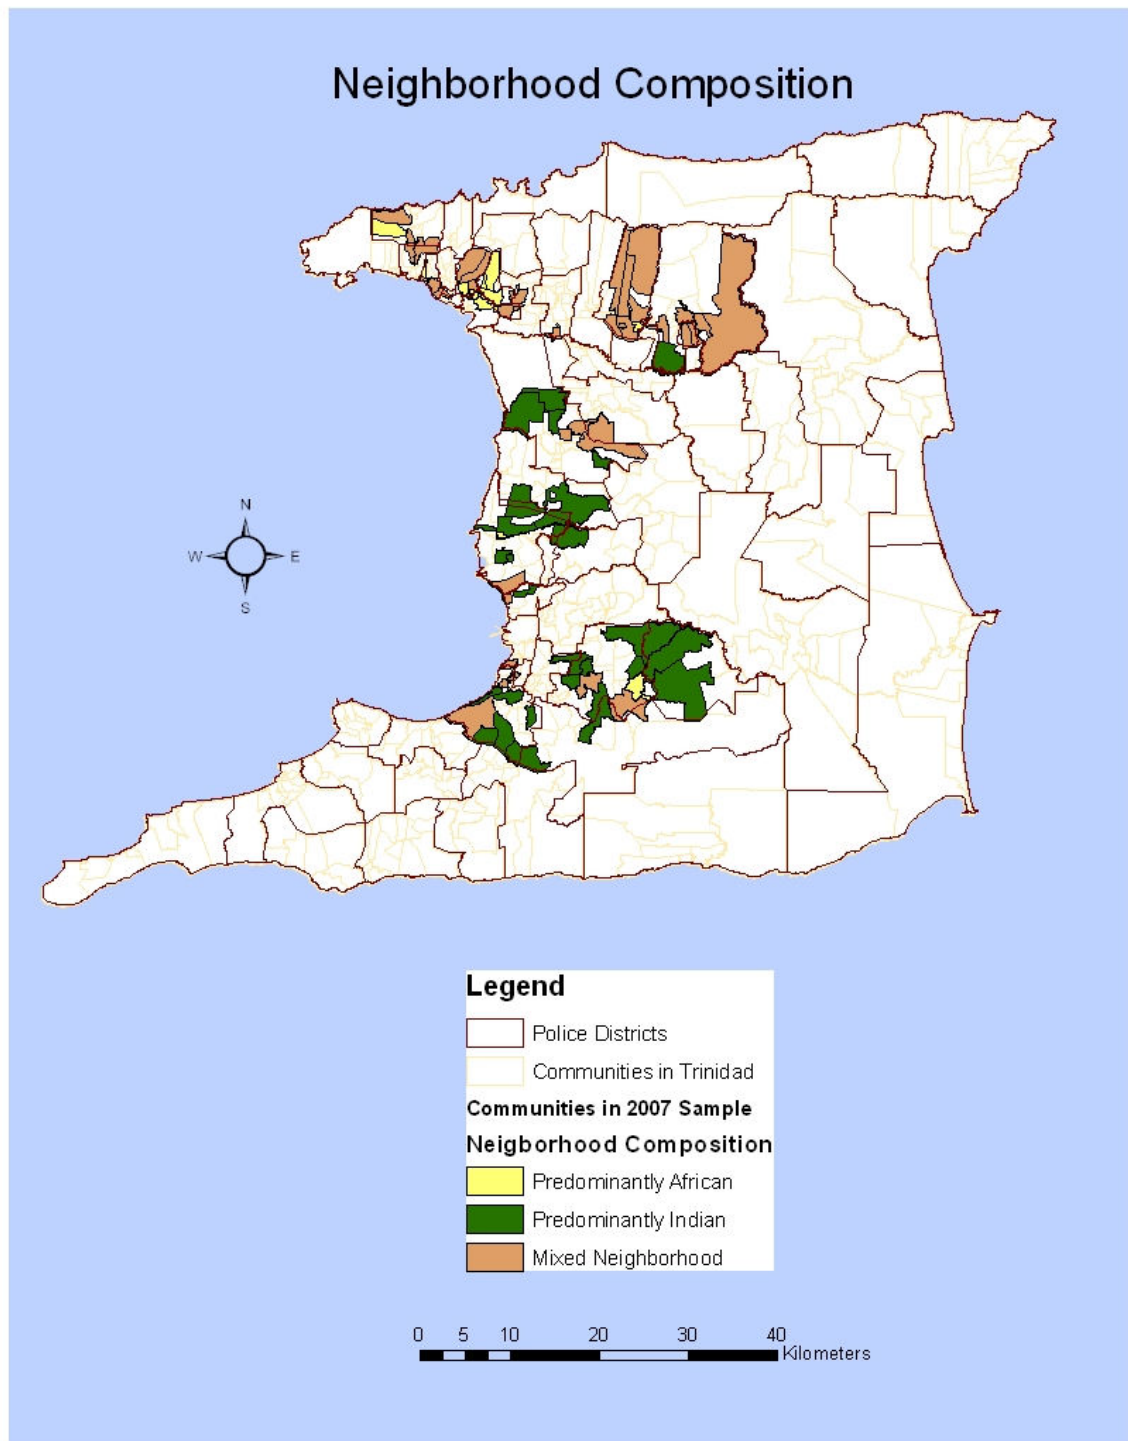 Neighborhood Composition
N
W E
S
Legend
Police Districts
Communities in Trinidad
Communities in 2007 Sample
Neigborhood Composition
Predominantly African
Predominantly Indian
Mixed Neighborhood
0 5 10 20 30 40
Kilometers